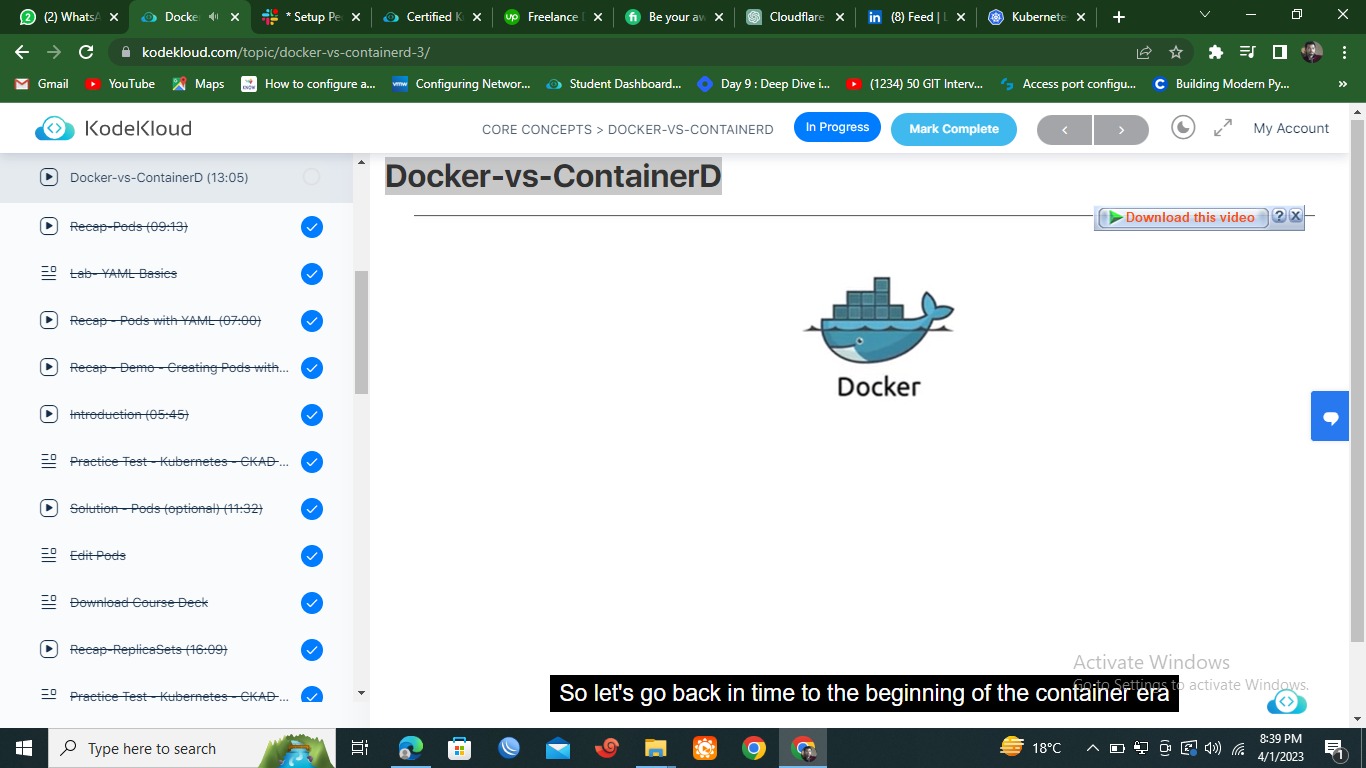 (2) WhatsA
Docke
* Setup Pe
Certified K
Freelance
Be your aw
Cloudflare
(8) Feed | L
Kubernete
kodekloud.com/topic/docker-vs-containerd-3/
Gmail
YouTube
Maps
How to configure a...
Configuring Networ...
Student Dashboard...
Day 9 : Deep Dive i...
(1234) 50 GIT Interv...
Access port configu...
Building Modern Py...
»
KodeKloud
CORE CONCEPTS > DOCKER-VS-CONTAINERD
In Progress
Mark Complete
My Account
Docker-vs-ContainerD (13:05)
Recap-Pods (09:13)
Lab- YAML Basics
Recap - Pods with YAML (07:00)
Recap - Demo - Creating Pods with...
Introduction (05:45)
Practice Test - Kubernetes - CKAD ...
Solution - Pods (optional) (11:32)
Edit Pods
Download Course Deck
Recap-ReplicaSets (16:09)
Practice Test - Kubernetes - CKAD ...
Docker-vs-ContainerD
Download this video
? X
Docker
So let's go back in time to the beginning of the container era
Activate Windows
Go to Settings to activate Windows.
Type here to search
18°C
8:39 PM
4/1/2023
1